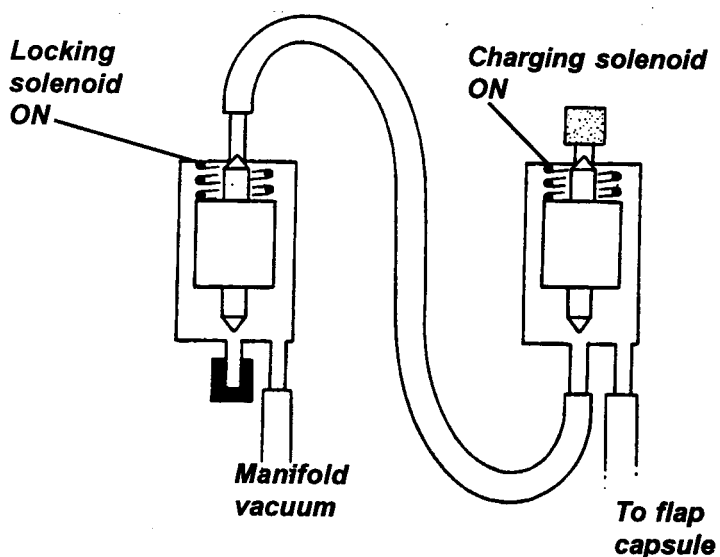 Locking
solenoid
ON
Charging solenoid
ON
Manifold
vacuum
To flap
capsule